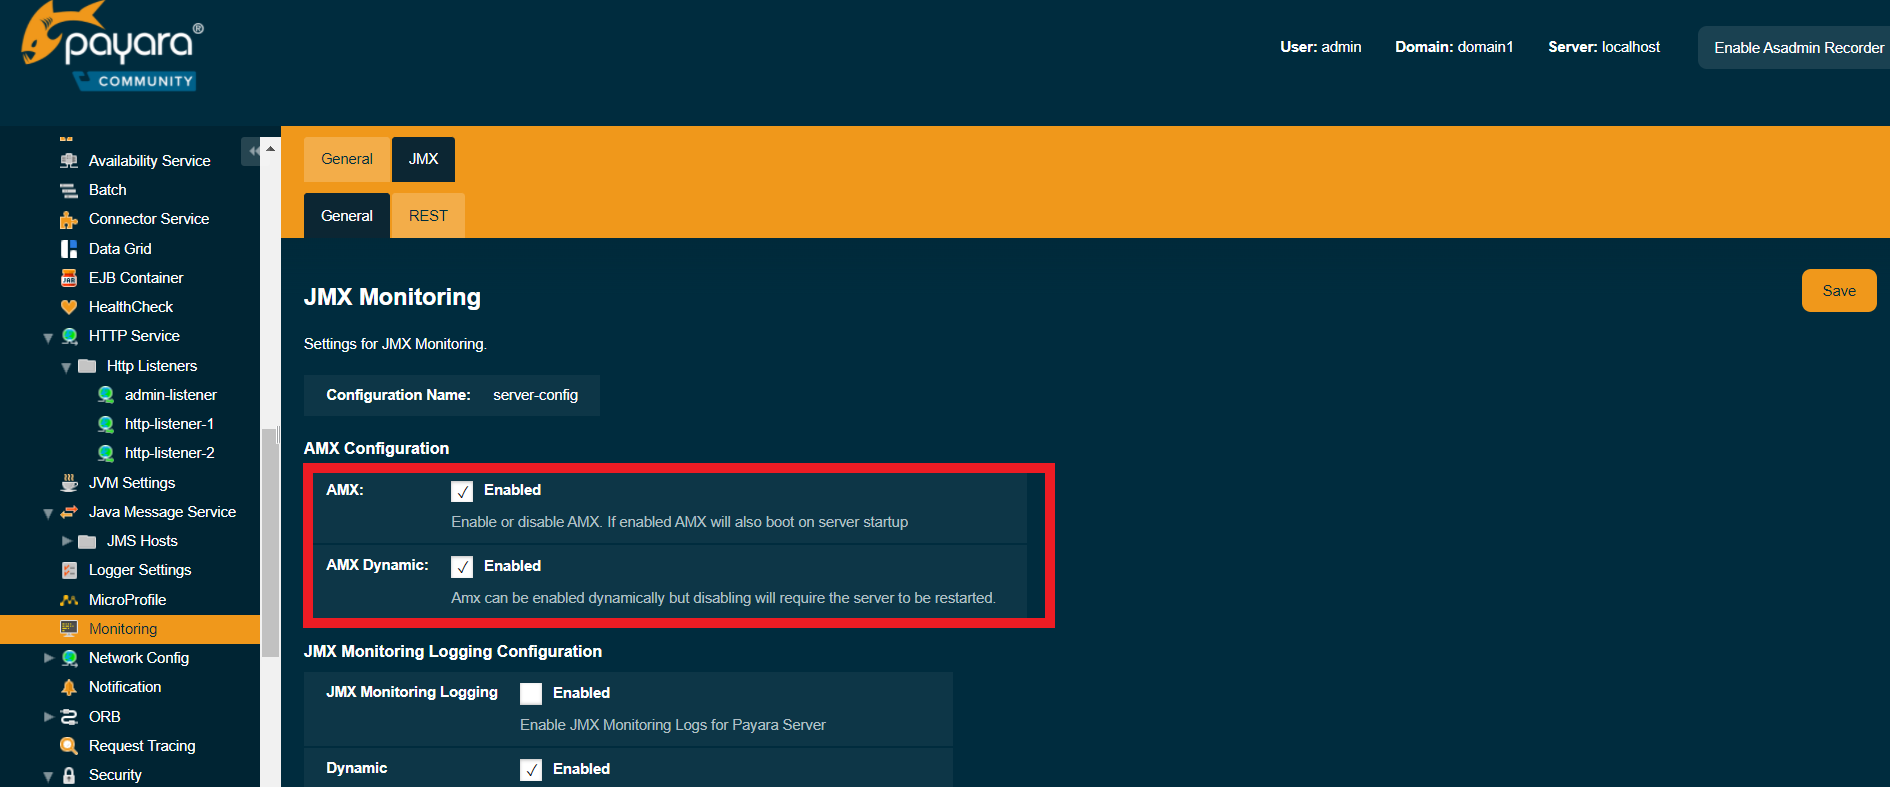 payara®
COMMUNITY
User: admin
Domain: domain1
Server: localhost
Enable Asadmin Recorder
Availability Service
Batch
Connector Service
Data Grid
EJB Container
HealthCheck
HTTP Service
Http Listeners
admin-listener
http-listener-1
http-listener-2
JVM Settings
Java Message Service
JMS Hosts
Logger Settings
MicroProfile
Monitoring
Network Config
Notification
ORB
Request Tracing
Security
General
JMX
General
REST
JMX Monitoring
Save
Settings for JMX Monitoring.
Configuration Name: server-config
AMX Configuration
AMX: Enabled
Enable or disable AMX. If enabled AMX will also boot on server startup
AMX Dynamic: Enabled
Amx can be enabled dynamically but disabling will require the server to be restarted.
JMX Monitoring Logging Configuration
JMX Monitoring Logging Enabled
Enable JMX Monitoring Logs for Payara Server
Dynamic Enabled